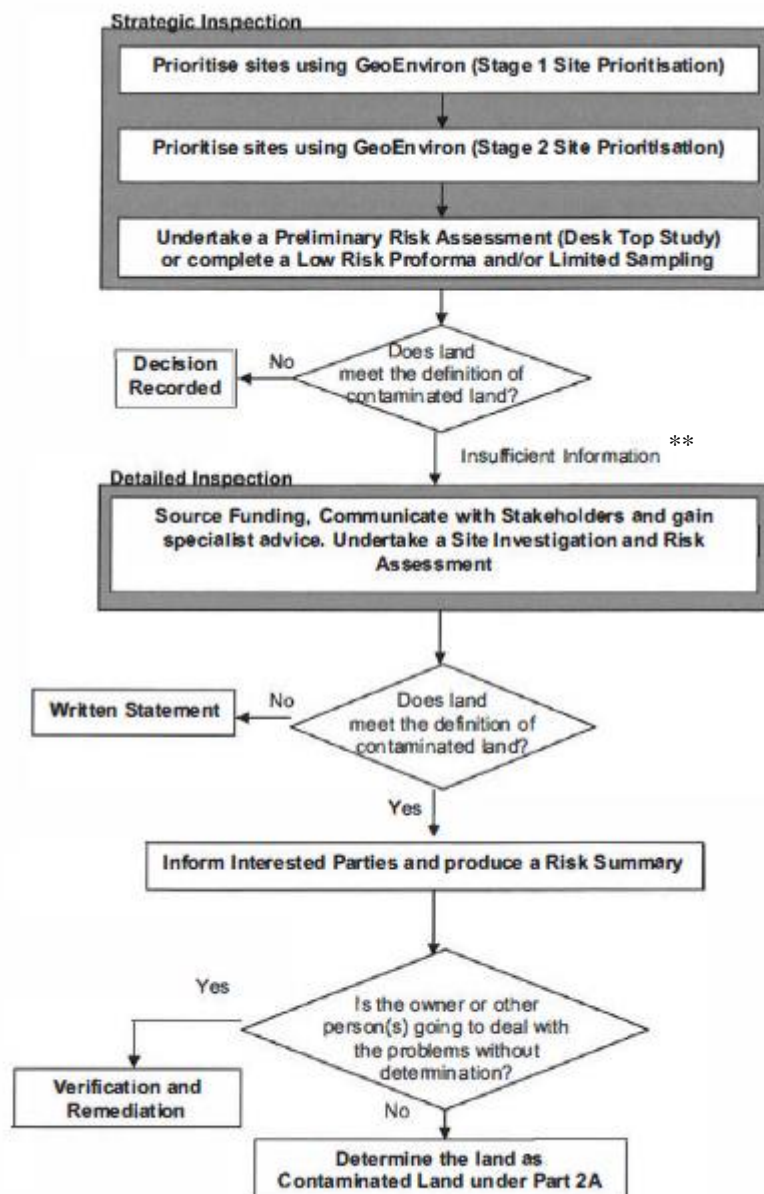 Strategic Inspection
Prioritise sites using GeoEnviron (Stage 1 Site Prioritisation)
Prioritise sites using GeoEnviron (Stage 2 Site Prioritisation)
Undertake a Preliminary Risk Assessment (Desk Top Study)
or complete a Low Risk Proforma and/or Limited Sampling
Does land
meet the definition of
contaminated land?
No
Decision
Recorded
Insufficient Information **
Detailed Inspection
Source Funding, Communicate with Stakeholders and gain
specialist advice. Undertake a Site Investigation and Risk
Assessment
Does land
meet the definition of
contaminated land?
No
Written Statement
Yes
Inform Interested Parties and produce a Risk Summary
Is the owner or other
person(s) going to deal with
the problems without
determination?
Yes
Verification and
Remediation
No
Determine the land as
Contaminated Land under Part 2A